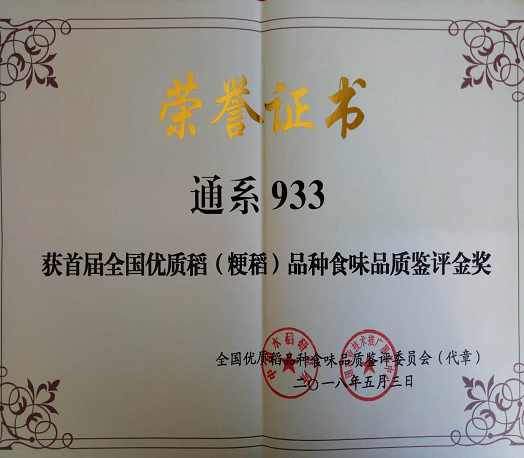 荣誉证书
通系 933
获首届全国优质稻（粳稻）品种食味品质鉴评金奖
全国优质稻品种食味品质鉴评委员会（代章）
二〇一八年五月三日